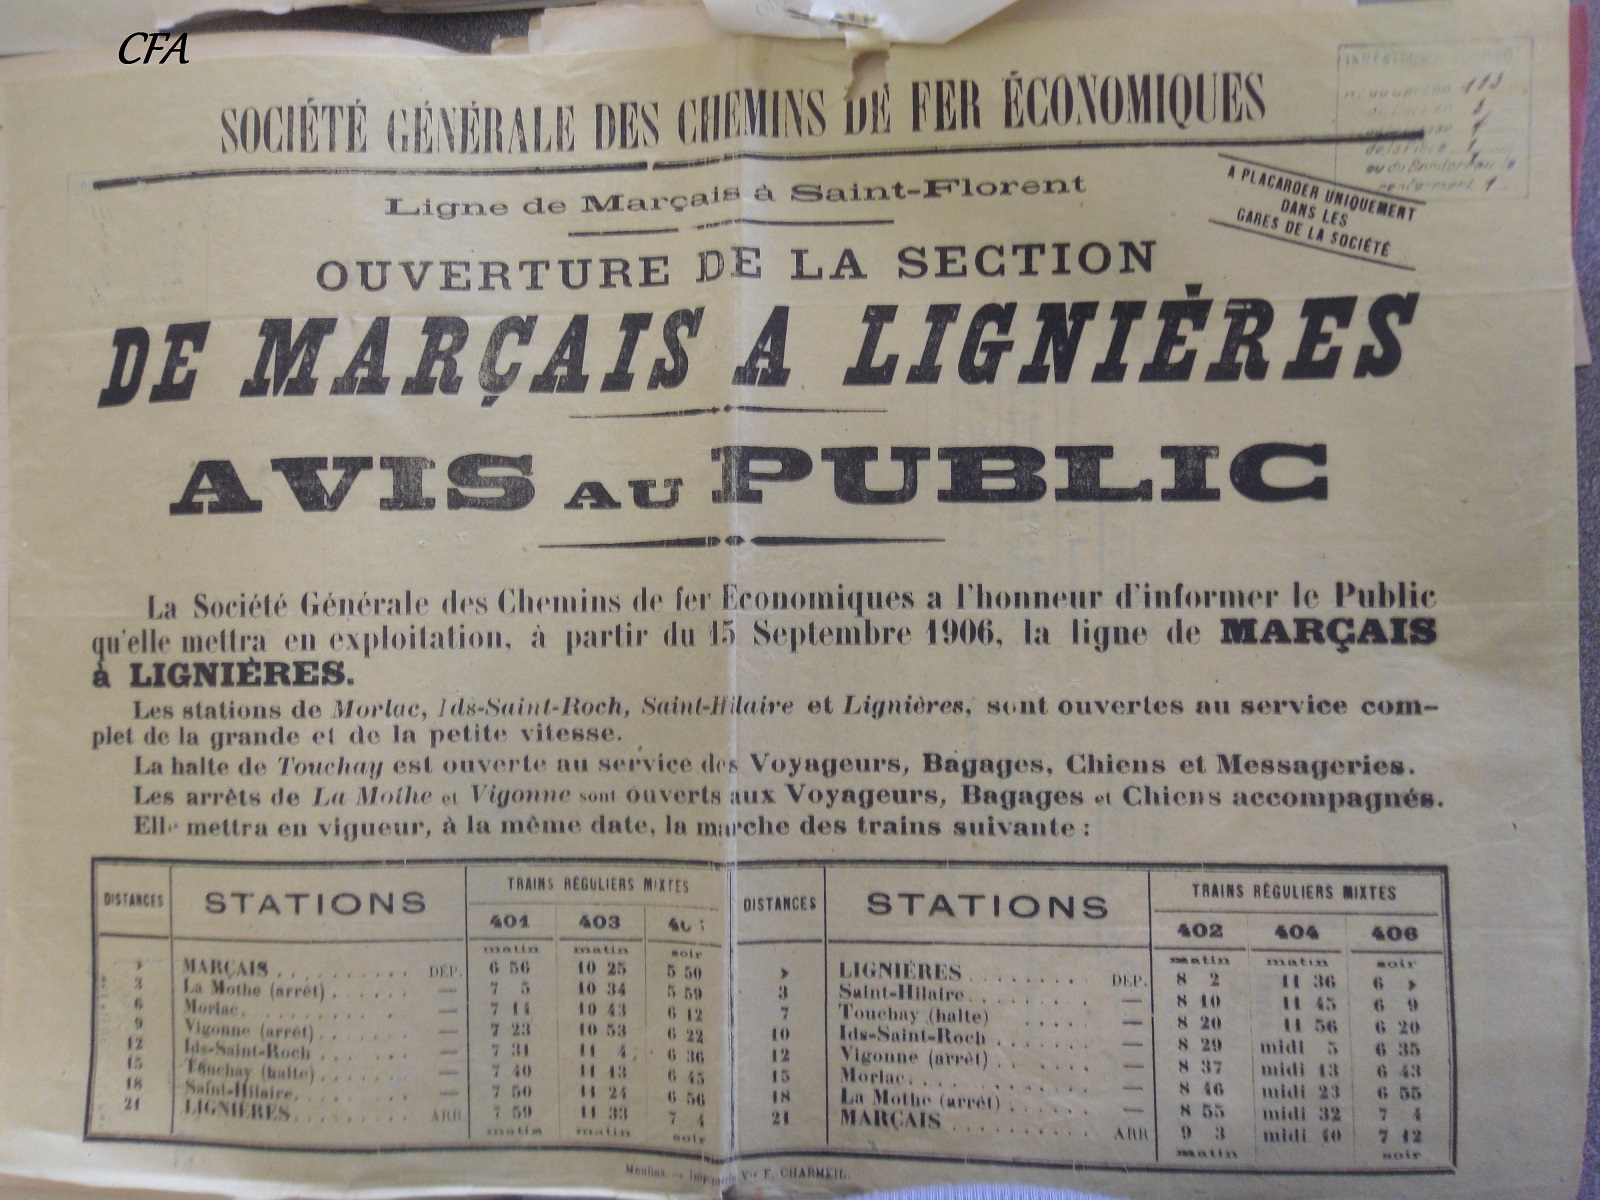 CFA
SOCIÉTÉ GÉNÉRALE DES CHEMINS DE FER ÉCONOMIQUES
Ligne de Marçais à Saint-Florent
A PLACARDER UNIQUEMENT
DANS LES
GARES DE LA SOCIÉTÉ
OUVERTURE DE LA SECTION
DE MARÇAIS A LIGNIÈRES
AVIS AU PUBLIC
La Société Générale des Chemins de fer Economiques a l'honneur d'informer le Public
qu'elle mettra en exploitation, à partir du 15 Septembre 1906, la ligne de MARÇAIS
à LIGNIÈRES.
Les stations de Morlac, Ids-Saint-Roch, Saint-Hilaire et Lignières, sont ouvertes au service com-
plet de la grande et de la petite vitesse.
La halte de Touchay est ouverte au service des Voyageurs, Bagages, Chiens et Messageries.
Les arrêts de La Mothe et Vigonne sont ouverts aux Voyageurs, Bagages et Chiens accompagnés.
Elle mettra en vigueur, à la même date, la marche des trains suivante :
DISTANCES STATIONS TRAINS RÉGULIERS MIXTES
401 403
matin matin soir
MARÇAIS . . . . . . . . . . DÉP. 6 56 10 25 5 50
3 La Mothe (arrêt) . . . . . . — 7 5 10 34 5 59
6 Morlac. . . . . . . . . . . — 7 14 10 43 6 12
9 Vigonne (arrêt) . . . . . . — 7 23 10 53 6 22
12 Ids-Saint-Roch . . . . . . — 7 31 11 4 6 36
15 Touchay (halte) . . . . . . — 7 40 11 13 6 45
18 Saint-Hilaire. . . . . . . . — 7 50 11 24 6 56
21 LIGNIÈRES. . . . . . . . . ARR 7 59 11 33 7 4
matin matin soir
DISTANCES STATIONS TRAINS RÉGULIERS MIXTES
402 404 406
matin matin soir
» LIGNIÈRES . . . . . . . . . DÉP. 8 2 11 36 6 »
3 Saint-Hilaire. . . . . . . . — 8 10 11 45 6 9
7 Touchay (halte) . . . . — 8 20 11 56 6 20
10 Ids-Saint-Roch . . . . . . — 8 29 midi 5 6 35
12 Vigonne (arrêt) . . . . . . — 8 37 midi 13 6 43
15 Morlac. . . . . . . . . . . — 8 46 midi 23 6 55
18 La Mothe (arrêt) . . . . . — 8 55 midi 32 7 4
21 MARÇAIS . . . . . . . . . ARR 9 3 midi 40 7 12
matin soir
Moulins. — F. CHARMEIL.